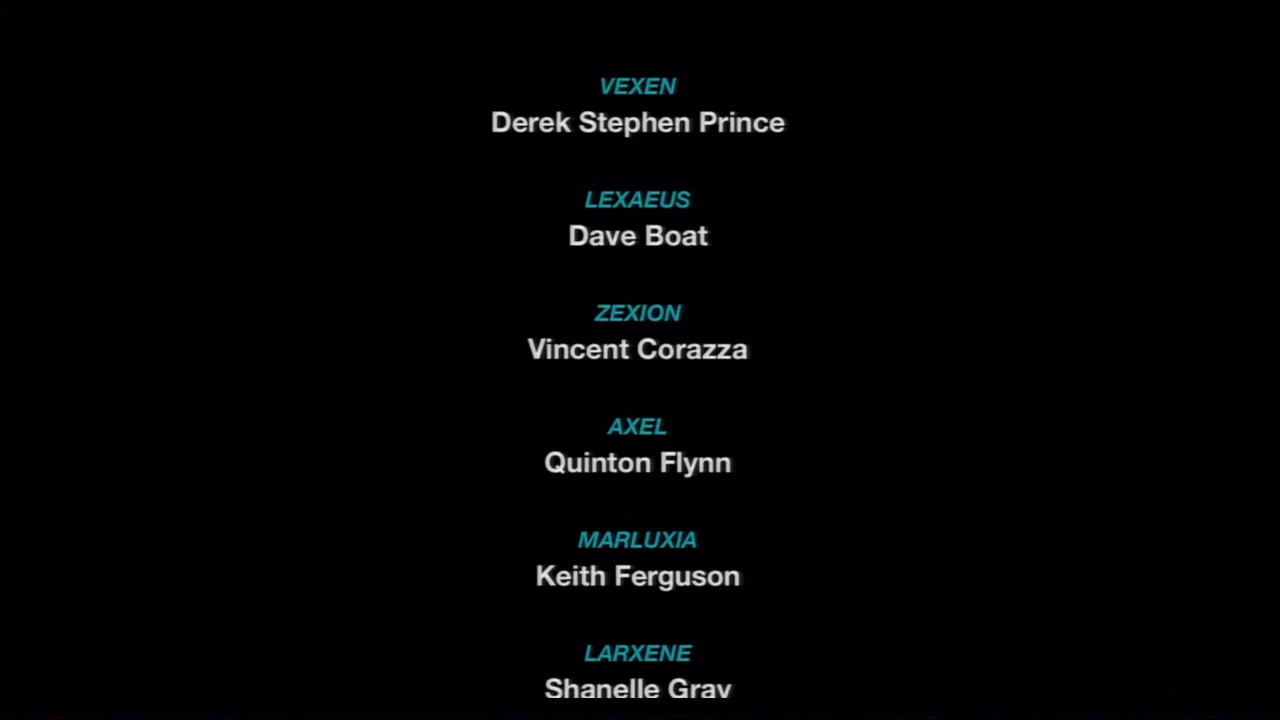 VEXEN
Derek Stephen Prince
LEXAEUS
Dave Boat
ZEXION
Vincent Corazza
AXEL
Quinton Flynn
MARLUXIA
Keith Ferguson
LARXENE
Shanelle Gray